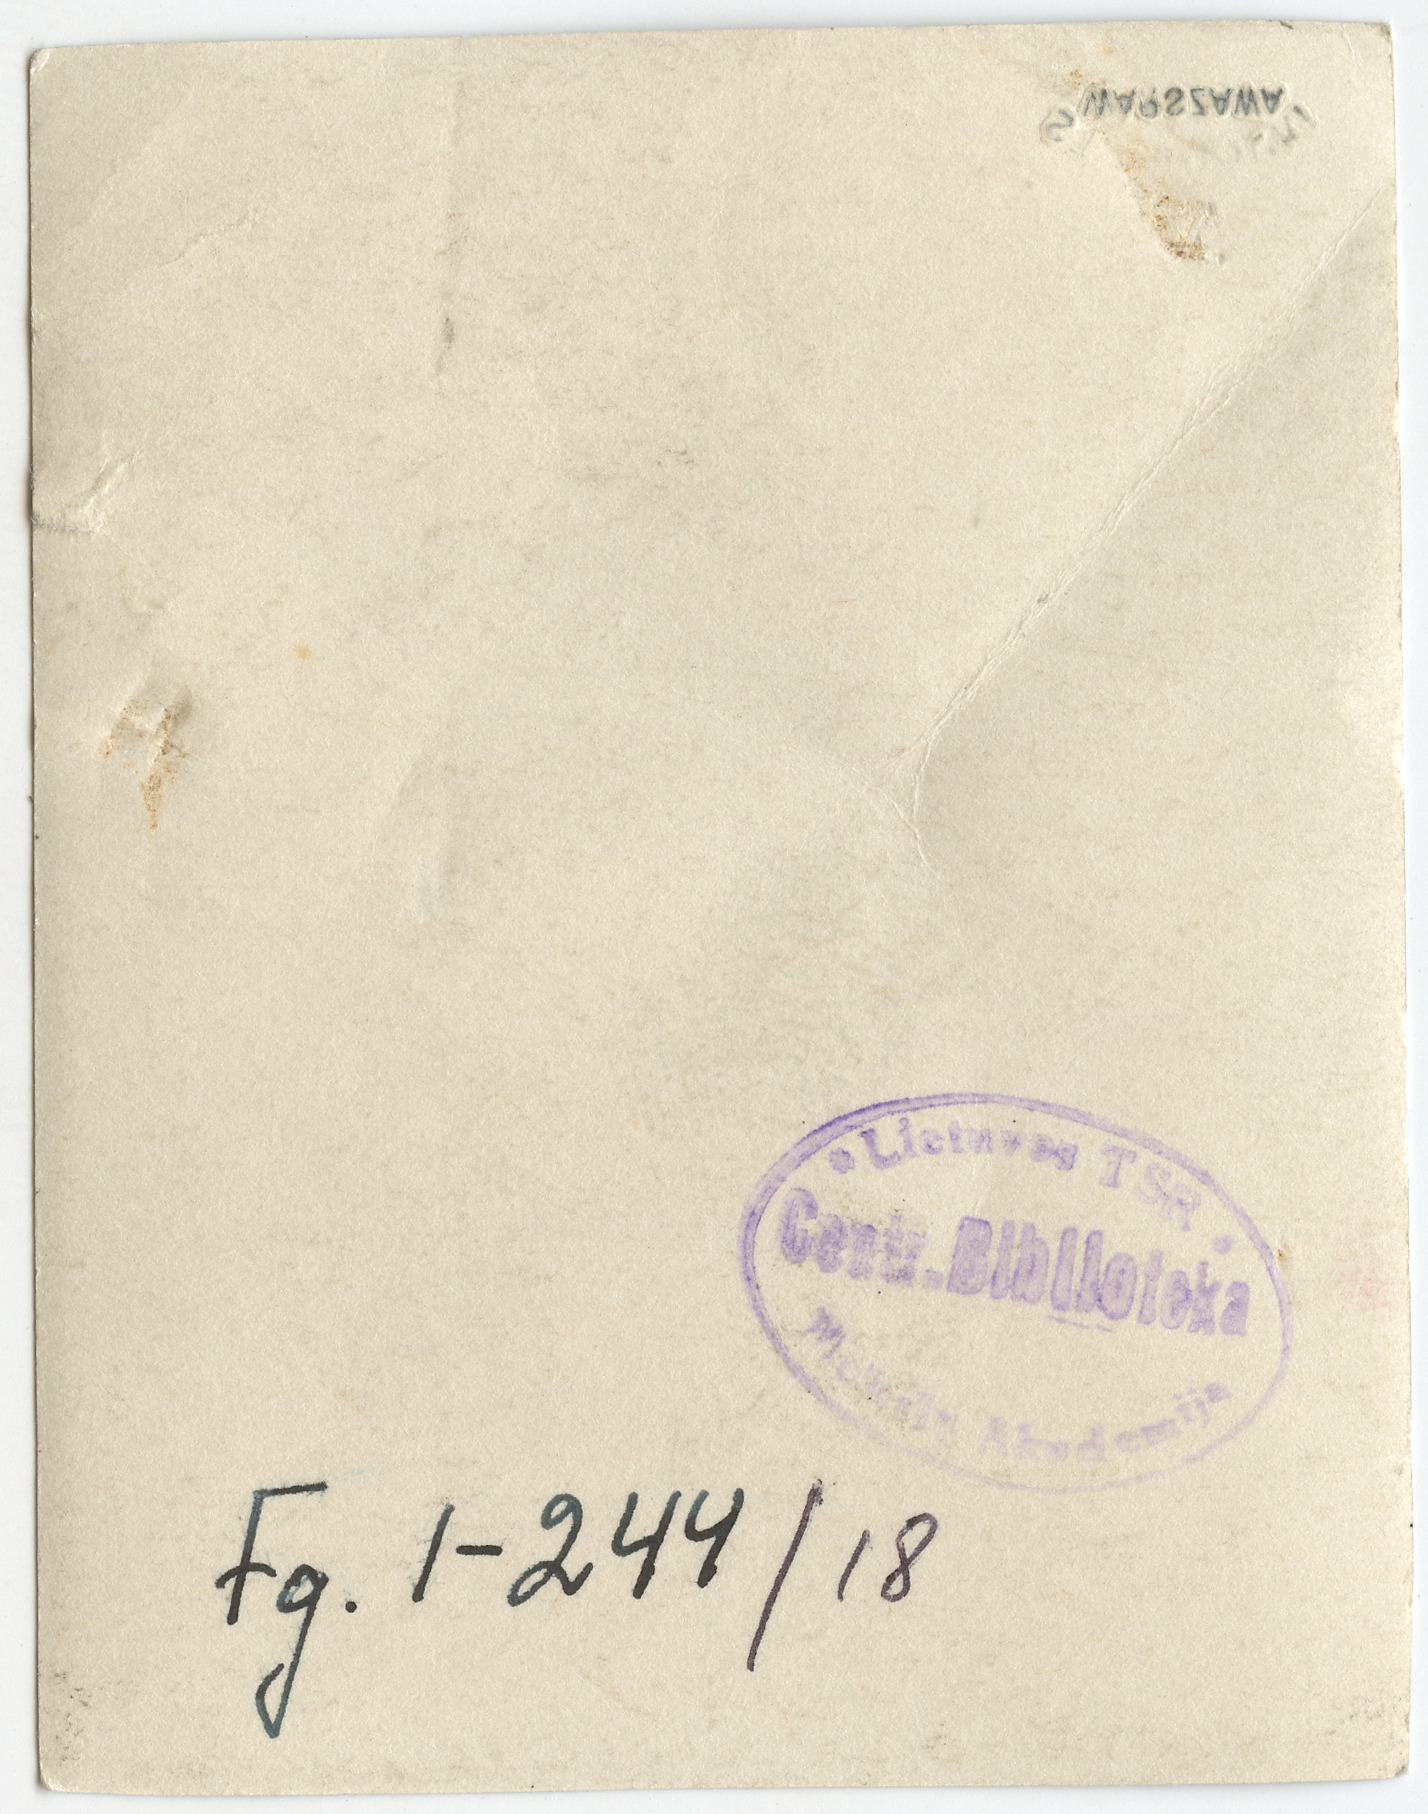 WARSZAWA
Lietuvos TSR
Centr. Biblioteka
Mokslų Akademija
Fg. 1-244/18